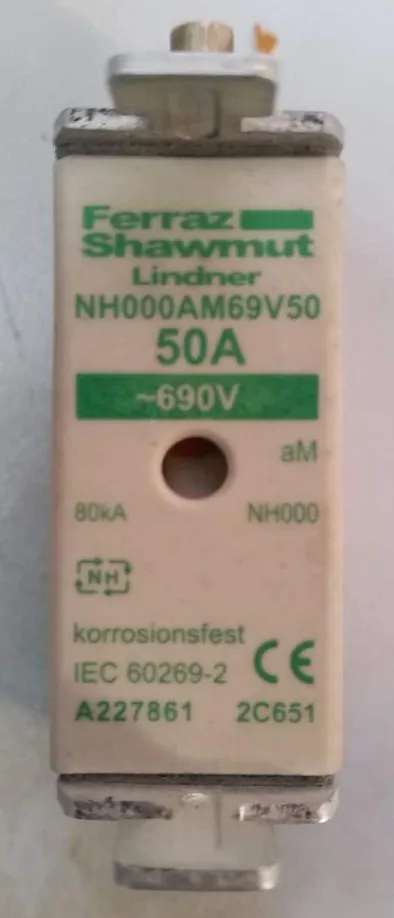 Ferraz
Shawmut
Lindner
NH000AM69V50
50A
~690V
aM
80kA NH000
NH
korrosionsfest
IEC 60269-2 CE
A227861 2C651